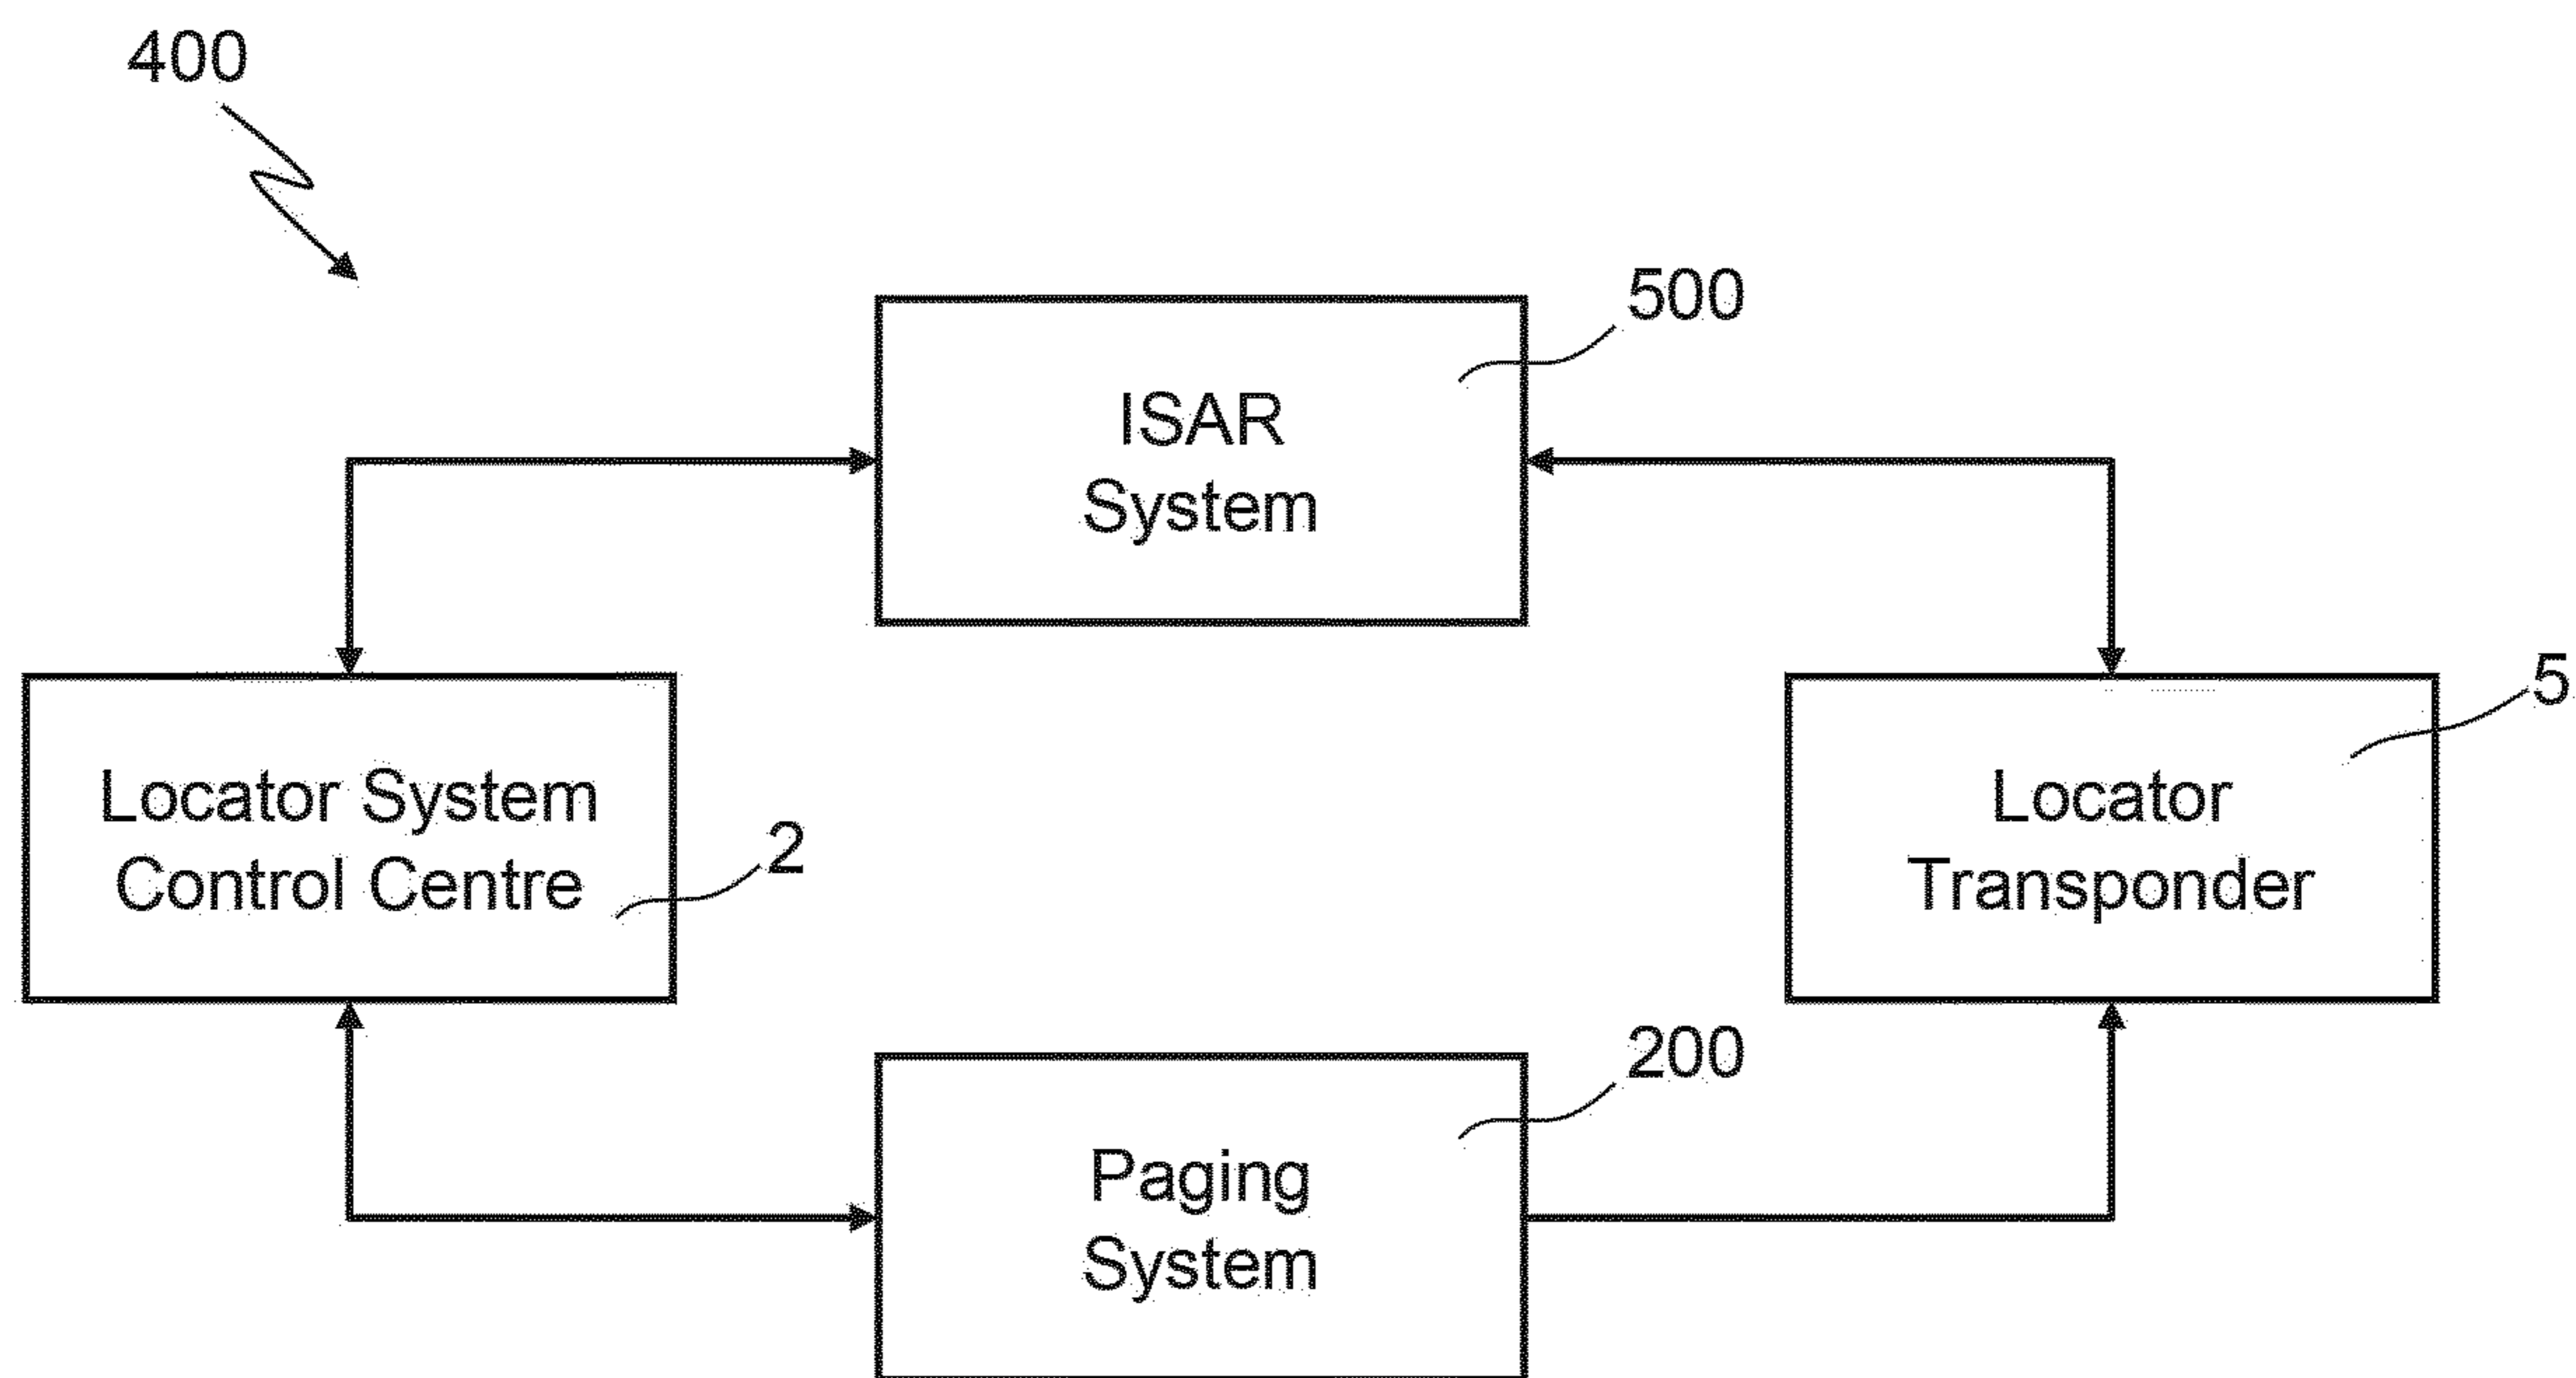 400
500
ISAR
System
5
Locator System
Control Centre
2
Locator
Transponder
200
Paging
System